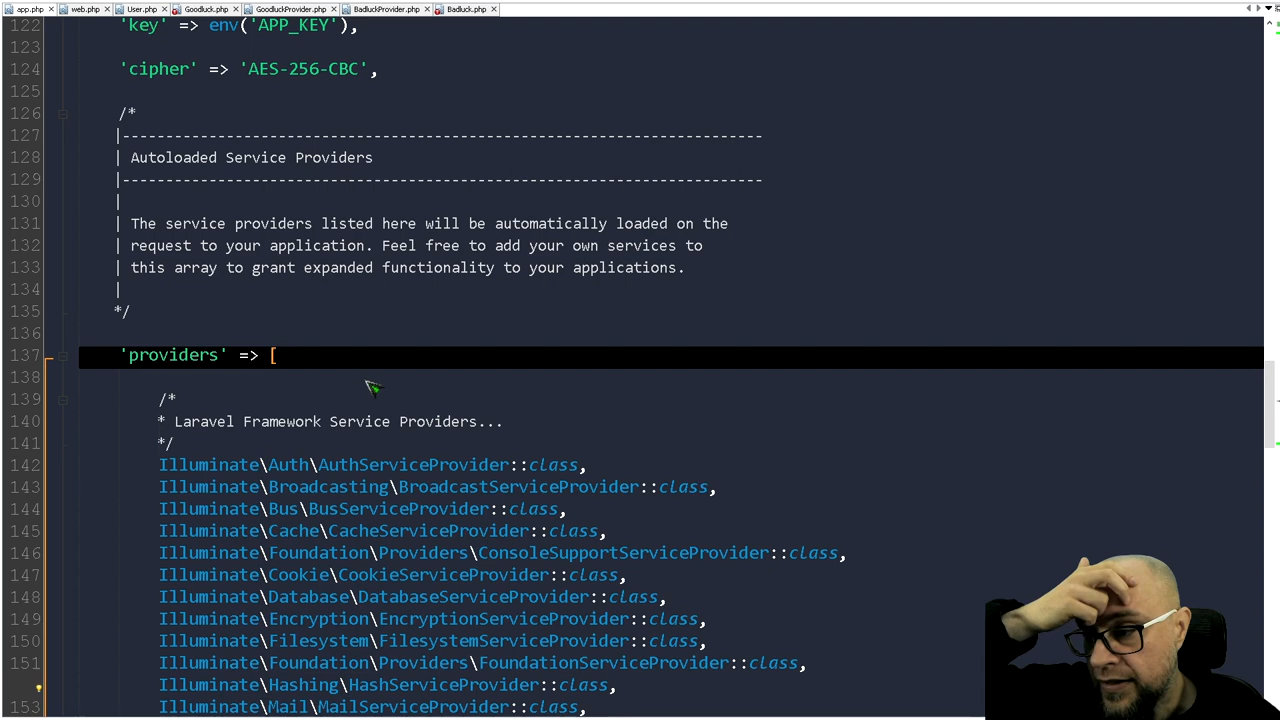 app.php web.php User.php Goodluck.php GoodluckProvider.php BadluckProvider.php Badluck.php
122 'key' => env('APP_KEY'),
123
124 'cipher' => 'AES-256-CBC',
125
126 /*
127 |--------------------------------------------------------------------------
128 | Autoloaded Service Providers
129 |--------------------------------------------------------------------------
130 |
131 | The service providers listed here will be automatically loaded on the
132 | request to your application. Feel free to add your own services to
133 | this array to grant expanded functionality to your applications.
134 |
135 */
136
137 'providers' => [
138
139 /*
140 * Laravel Framework Service Providers...
141 */
142 Illuminate\Auth\AuthServiceProvider::class,
143 Illuminate\Broadcasting\BroadcastServiceProvider::class,
144 Illuminate\Bus\BusServiceProvider::class,
145 Illuminate\Cache\CacheServiceProvider::class,
146 Illuminate\Foundation\Providers\ConsoleSupportServiceProvider::class,
147 Illuminate\Cookie\CookieServiceProvider::class,
148 Illuminate\Database\DatabaseServiceProvider::class,
149 Illuminate\Encryption\EncryptionServiceProvider::class,
150 Illuminate\Filesystem\FilesystemServiceProvider::class,
151 Illuminate\Foundation\Providers\FoundationServiceProvider::class,
Illuminate\Hashing\HashServiceProvider::class,
153 Illuminate\Mail\MailServiceProvider::class,